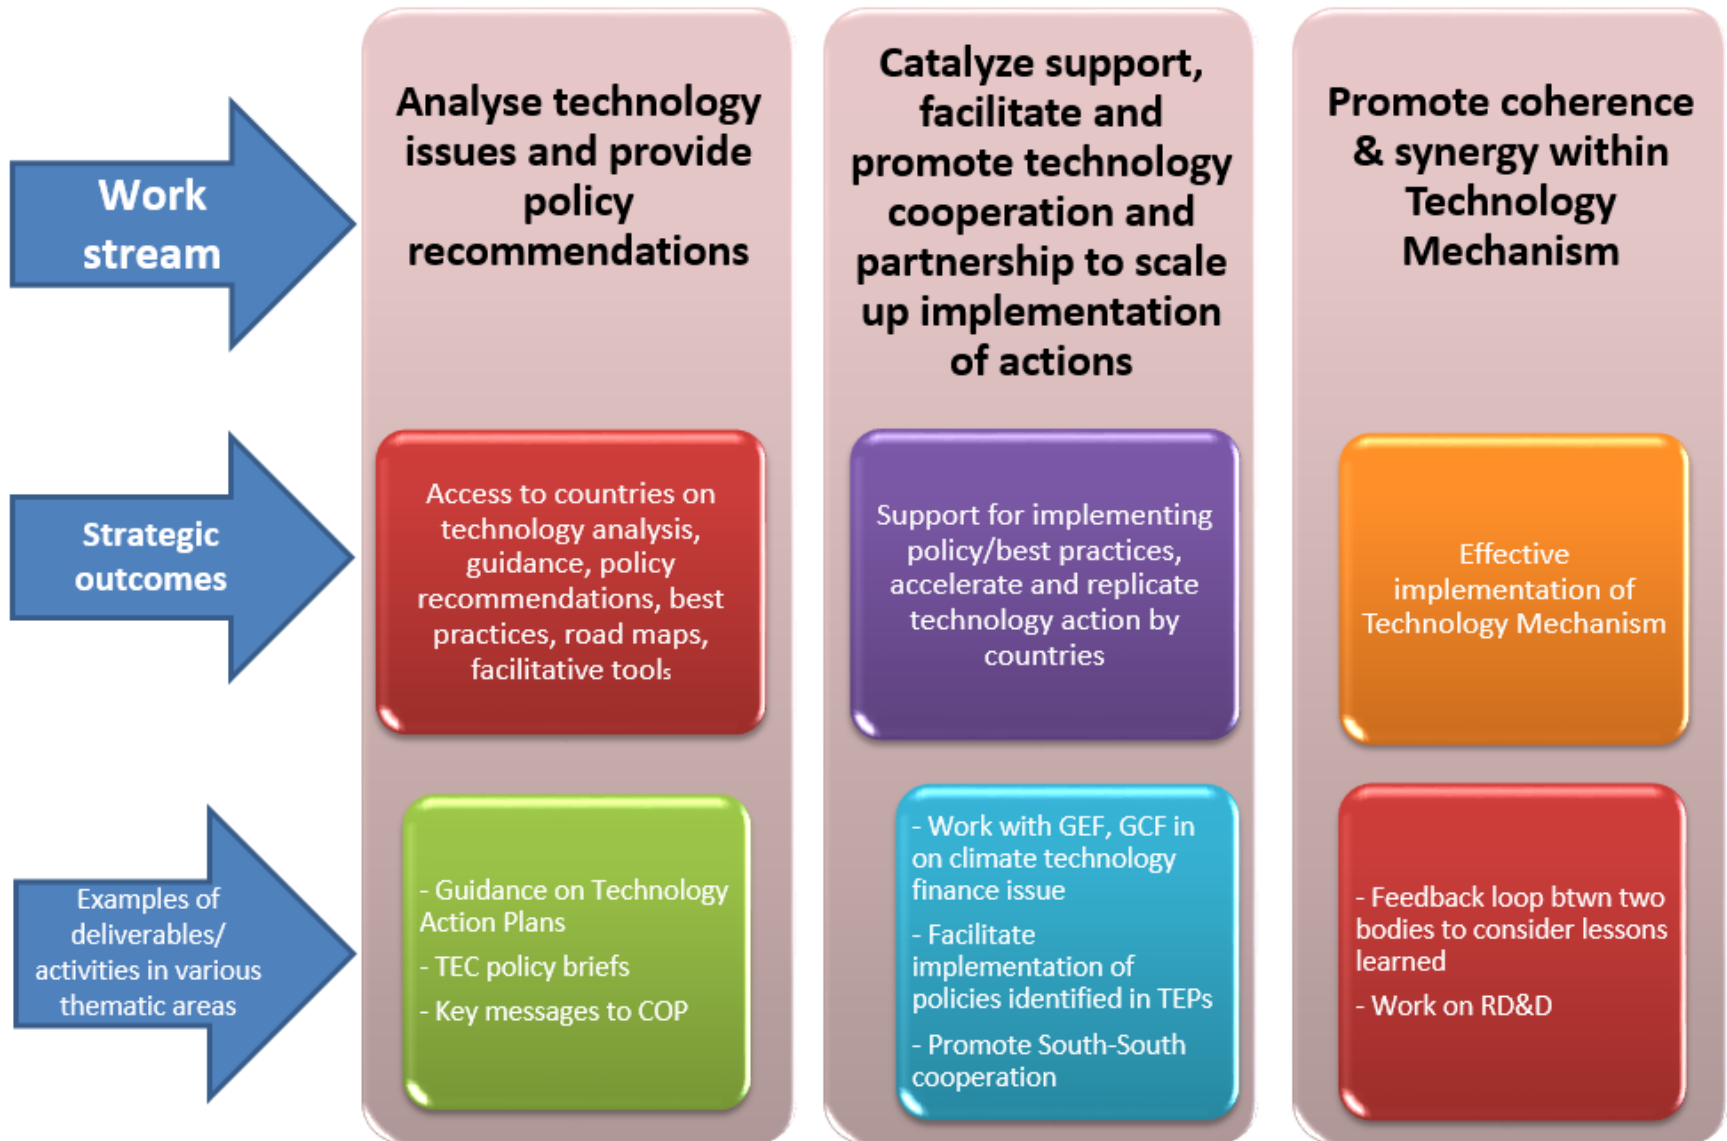 Work
stream
Analyse technology
issues and provide
policy
recommendations
Catalyze support,
facilitate and
promote technology
cooperation and
partnership to scale
up implementation
of actions
Promote coherence
& synergy within
Technology
Mechanism
Strategic
outcomes
Access to countries on
technology analysis,
guidance, policy
recommendations, best
practices, road maps,
facilitative tools
Support for implementing
policy/best practices,
accelerate and replicate
technology action by
countries
Effective
implementation of
Technology Mechanism
Examples of
deliverables/
activities in various
thematic areas
- Guidance on Technology
Action Plans
- TEC policy briefs
- Key messages to COP
- Work with GEF, GCF in
on climate technology
finance issue
- Facilitate
implementation of
policies identified in TEPs
- Promote South-South
cooperation
- Feedback loop btwn two
bodies to consider lessons
learned
- Work on RD&D